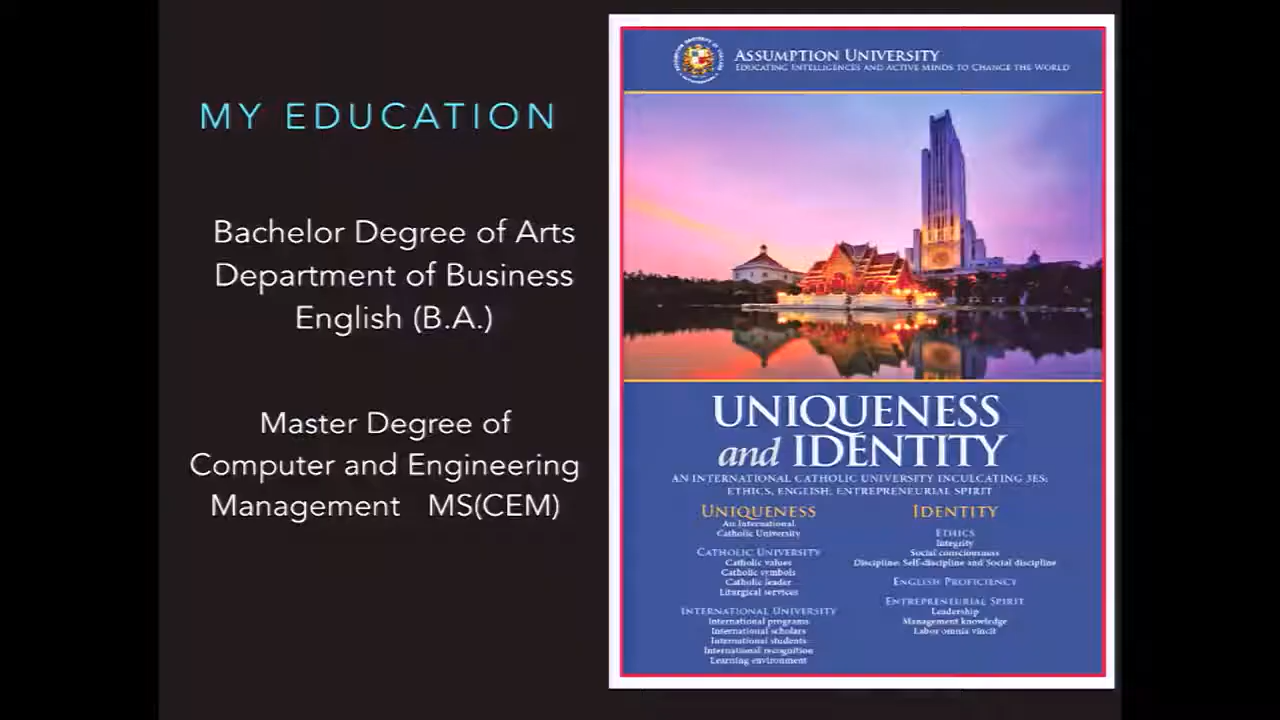 MY EDUCATION
Bachelor Degree of Arts
Department of Business
English (B.A.)
Master Degree of
Computer and Engineering
Management MS(CEM)
ASSUMPTION UNIVERSITY
EDUCATING INTELLIGENCES AND ACTIVE MINDS TO CHANGE THE WORLD
UNIQUENESS
and IDENTITY
AN INTERNATIONAL CATHOLIC UNIVERSITY INCULCATING 3ES:
ETHICS, ENGLISH, ENTREPRENEURIAL SPIRIT
UNIQUENESS
An International
Catholic University
CATHOLIC UNIVERSITY
Catholic values
Catholic symbols
Catholic leader
Liturgical services
INTERNATIONAL UNIVERSITY
International programs
International scholars
International students
International recognition
Learning environment
IDENTITY
ETHICS
Integrity
Social consciousness
Discipline: Self-discipline and Social discipline
ENGLISH PROFICIENCY
ENTREPRENEURIAL SPIRIT
Leadership
Management knowledge
Labor omnia vincit